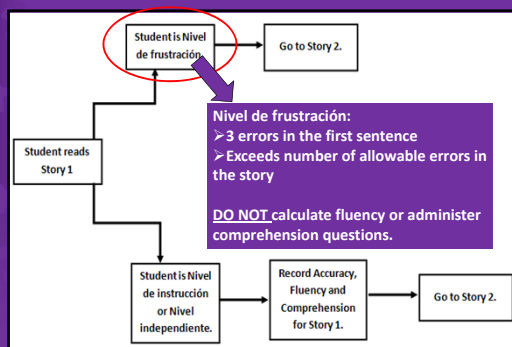 Student is Nivel
de frustración.
Go to Story 2.
Nivel de frustración:
➢3 errors in the first sentence
➢Exceeds number of allowable errors in
the story
DO NOT calculate fluency or administer
comprehension questions.
Student reads
Story 1
Student is Nivel
de instrucción
or Nivel
independiente.
Record Accuracy,
Fluency and
Comprehension
for Story 1.
Go to Story 2.